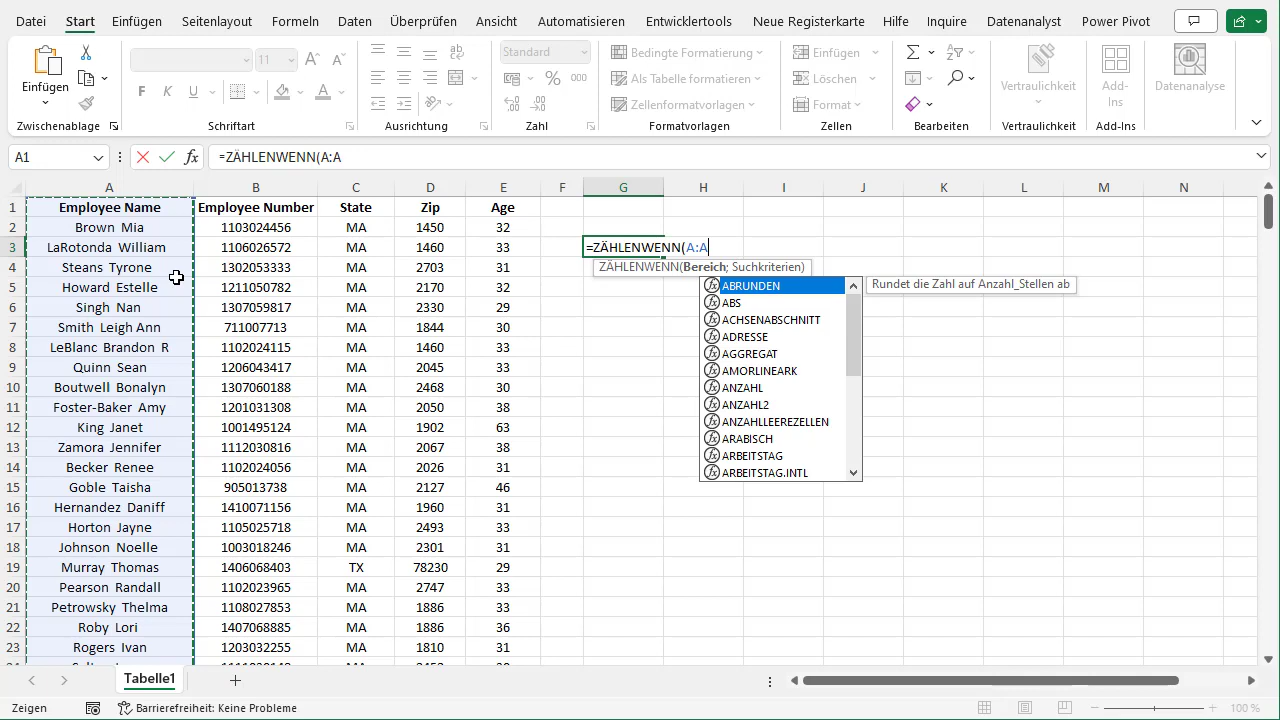 Datei Start Einfügen Seitenlayout Formeln Daten Überprüfen Ansicht Automatisieren Entwicklertools Neue Registerkarte Hilfe Inquire Datenanalyst Power Pivot
Einfügen
11
F K U
Standard
% 000
Bedingte Formatierung
Als Tabelle formatieren
Zellenformatvorlagen
Einfügen
Löschen
Format
Vertraulichkeit
Add-
Ins
Datenanalyse
Zwischenablage Schriftart Ausrichtung Zahl Formatvorlagen Zellen Bearbeiten Vertraulichkeit Add-Ins
A1 fx =ZÄHLENWENN(A:A
A B C D E F G H I J K L M N
1 Employee Name Employee Number State Zip Age
2 Brown Mia 1103024456 MA 1450 32
3 LaRotonda William 1106026572 MA 1460 33 =ZÄHLENWENN(A:A
4 Steans Tyrone 1302053333 MA 2703 31 ZÄHLENWENN(Bereich; Suchkriterien)
5 Howard Estelle 1211050782 MA 2170 32 ABRUNDEN Rundet die Zahl auf Anzahl_Stellen ab
6 Singh Nan 1307059817 MA 2330 29 ABS
7 Smith Leigh Ann 711007713 MA 1844 30 ACHSENABSCHNITT
8 LeBlanc Brandon R 1102024115 MA 1460 33 ADRESSE
9 Quinn Sean 1206043417 MA 2045 33 AGGREGAT
10 Boutwell Bonalyn 1307060188 MA 2468 30 AMORLINEARK
11 Foster-Baker Amy 1201031308 MA 2050 38 ANZAHL
ANZAHL2
12 King Janet 1001495124 MA 1902 63 ANZAHLLEEREZELLEN
13 Zamora Jennifer 1112030816 MA 2067 38 ARABISCH
14 Becker Renee 1102024056 MA 2026 31 ARBEITSTAG
ARBEITSTAG.INTL
15 Goble Taisha 905013738 MA 2127 46
16 Hernandez Daniff 1410071156 MA 1960 31
17 Horton Jayne 1105025718 MA 2493 33
18 Johnson Noelle 1003018246 MA 2301 31
19 Murray Thomas 1406068403 TX 78230 29
20 Pearson Randall 1102023965 MA 2747 33
21 Petrowsky Thelma 1108027853 MA 1886 33
22 Roby Lori 1407068885 MA 1886 36
23 Rogers Ivan 1203032255 MA 1810 31
Tabelle1
Zeigen Barrierefreiheit: Keine Probleme 100 %